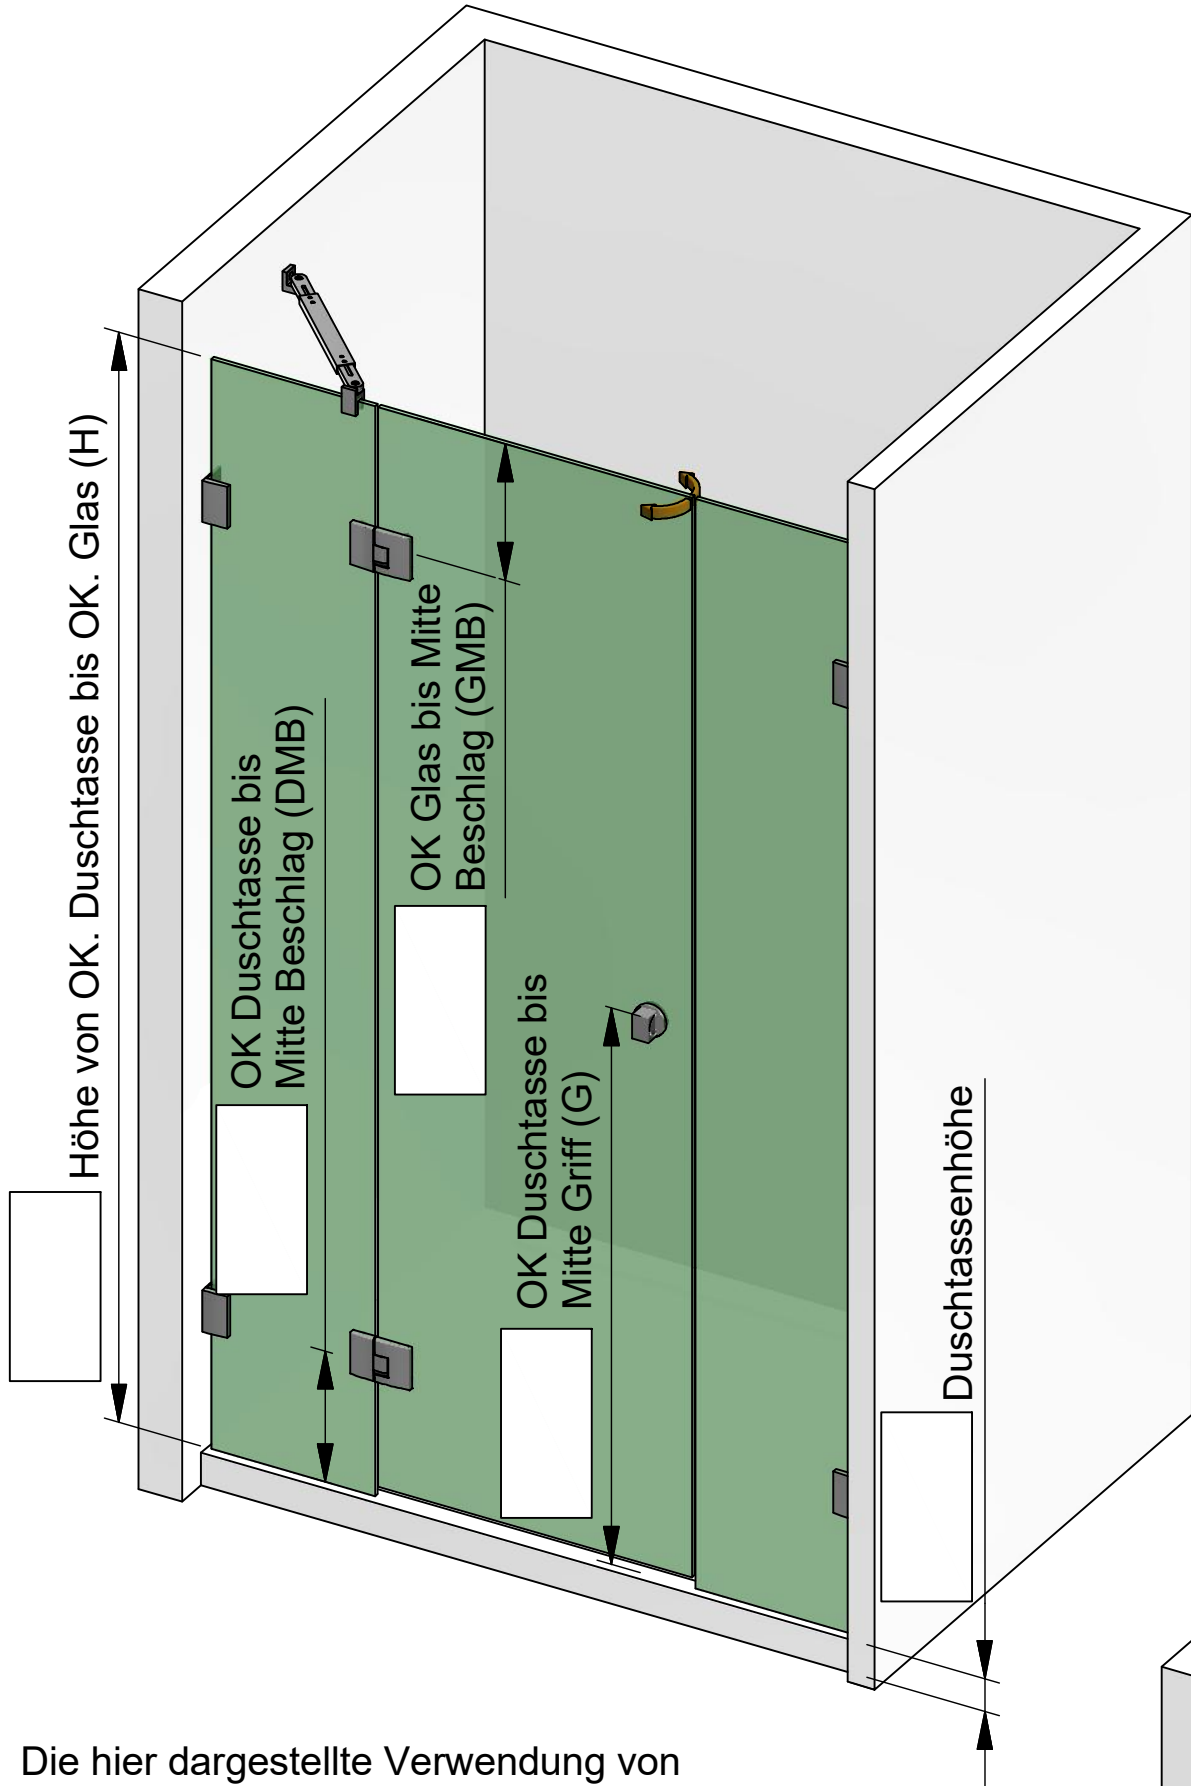 Höhe von OK. Duschtasse bis OK. Glas (H)
OK Duschtasse bis
Mitte Beschlag (DMB)
OK Glas bis Mitte
Beschlag (GMB)
OK Duschtasse bis
Mitte Griff (G)
Duschtassenhöhe
Die hier dargestellte Verwendung von